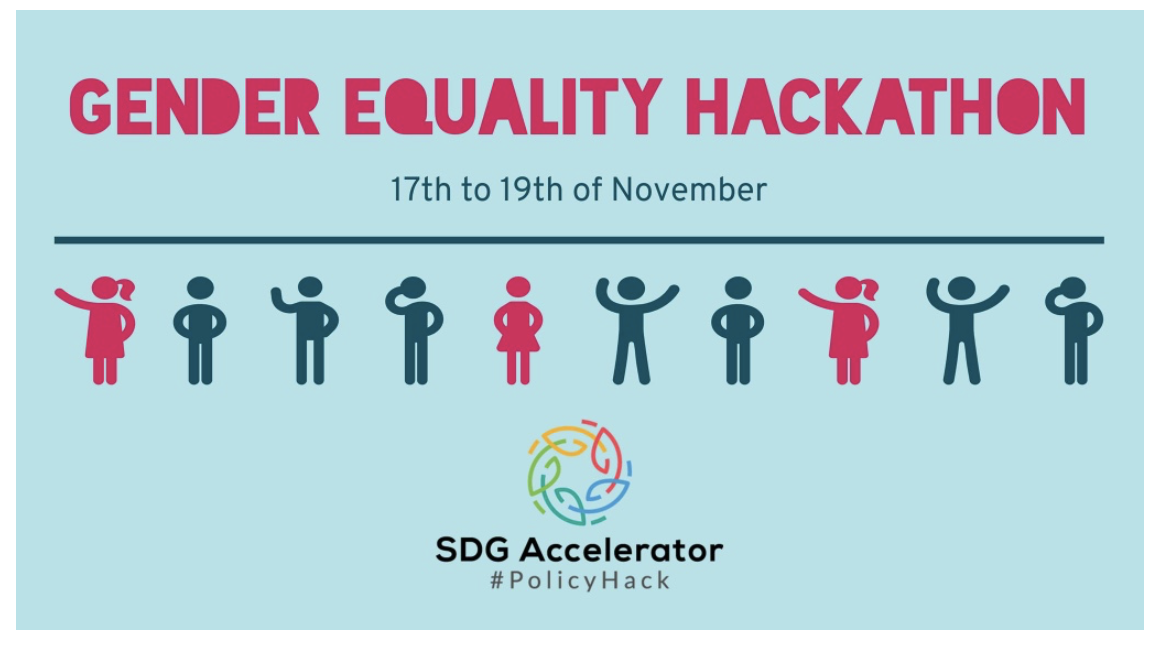 GENDER EQUALITY HACKATHON
17th to 19th of November
SDG Accelerator
#PolicyHack